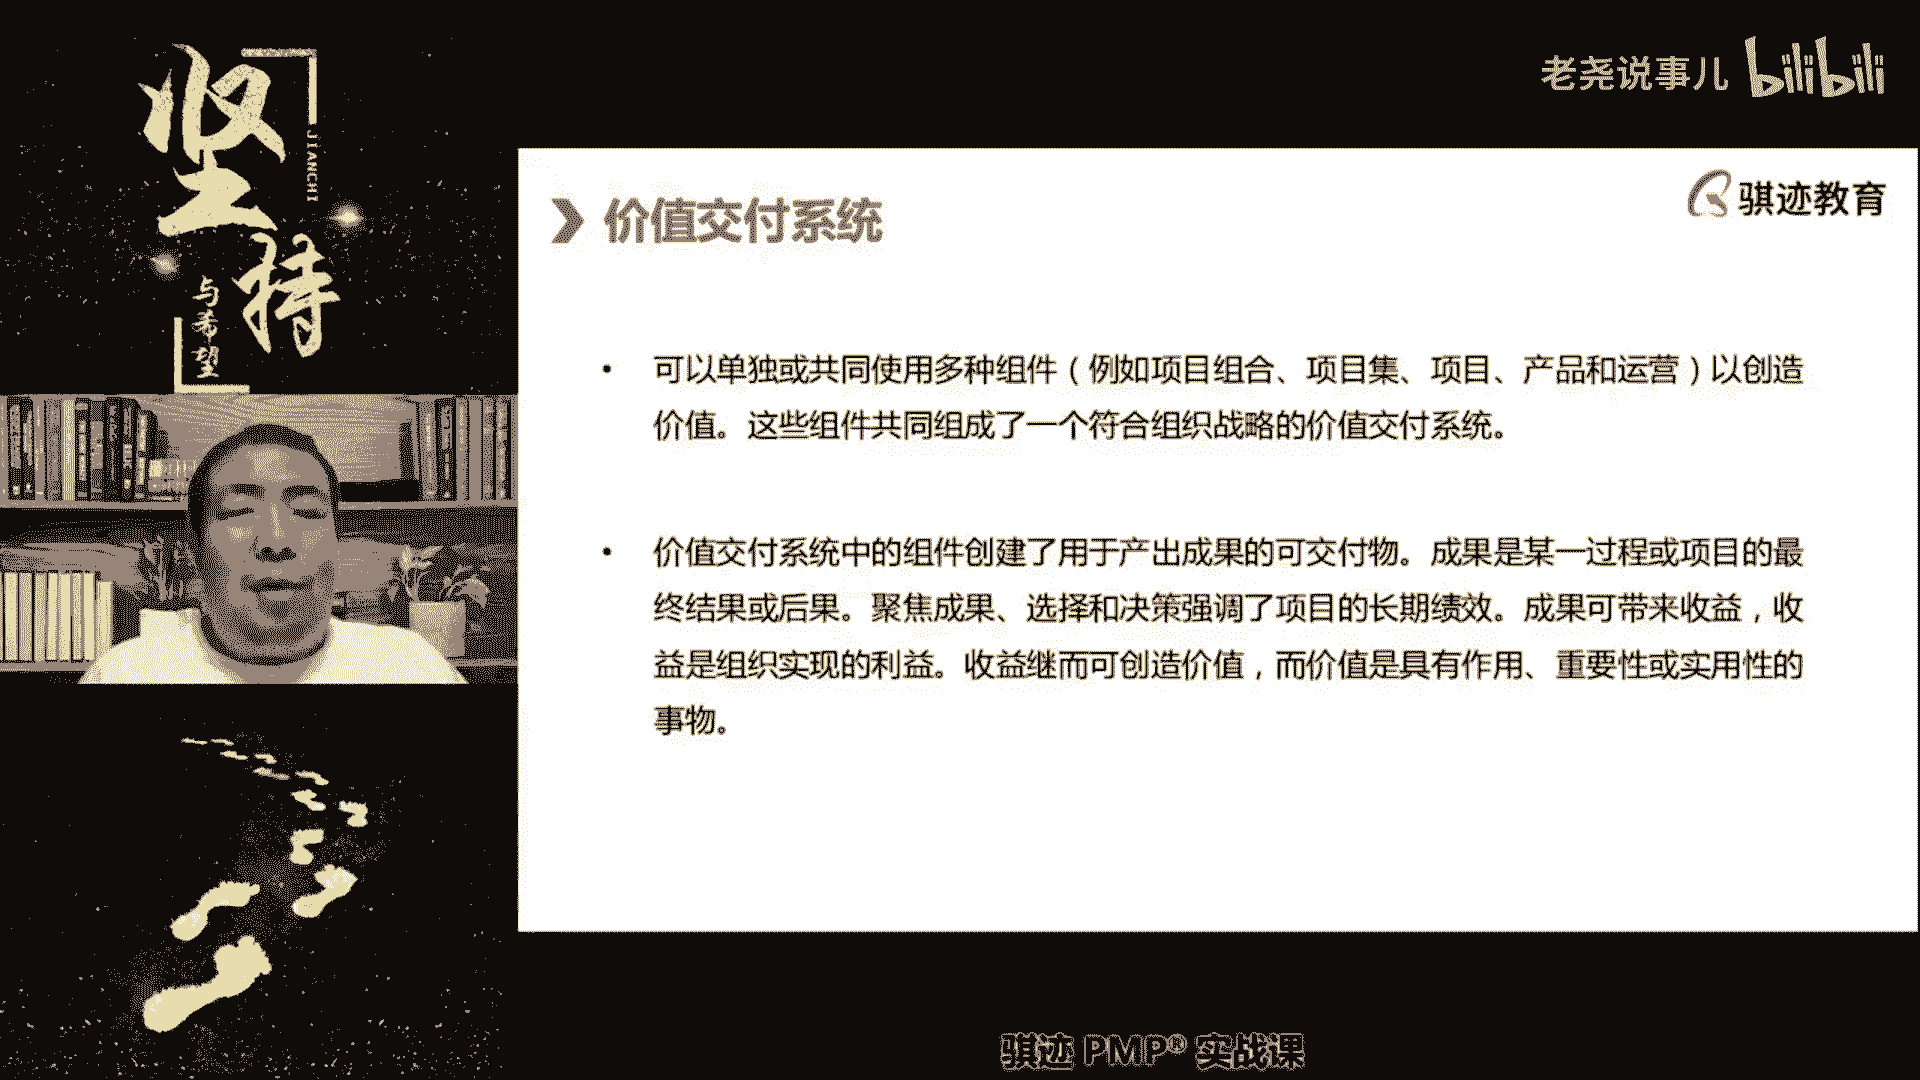 坚持
JIANCHI
与希望
老尧说事儿 bilibili
骐迹教育
价值交付系统
• 可以单独或共同使用多种组件（例如项目组合、项目集、项目、产品和运营）以创造
价值。这些组件共同组成了一个符合组织战略的价值交付系统。
• 价值交付系统中的组件创建了用于产出成果的可交付物。成果是某一过程或项目的最
终结果或后果。聚焦成果、选择和决策强调了项目的长期绩效。成果可带来收益，收
益是组织实现的利益。收益继而可创造价值，而价值是具有作用、重要性或实用性的
事物。
骐迹 PMP® 实战课